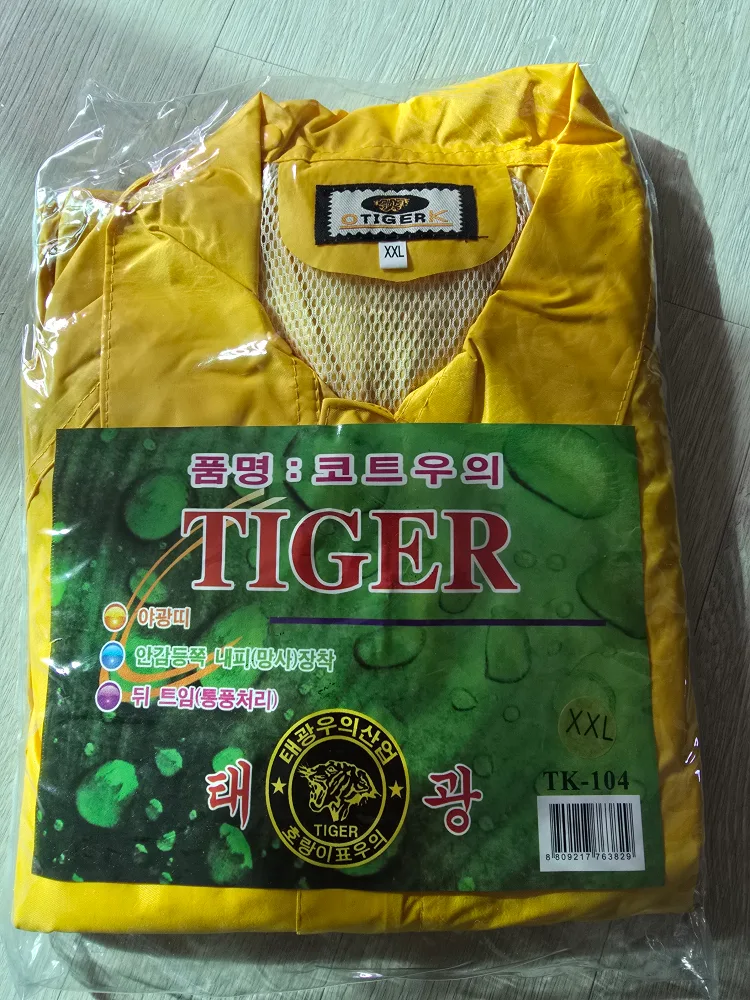 OTIGERK
XXL
품명 : 코트우의
TIGER
야광띠
안감등쪽 내피(망사)장착
뒤 트임(통풍처리)
XXL
태광우의산업
태 광
TIGER
호랑이표우의
TK-104
8 809217 763829